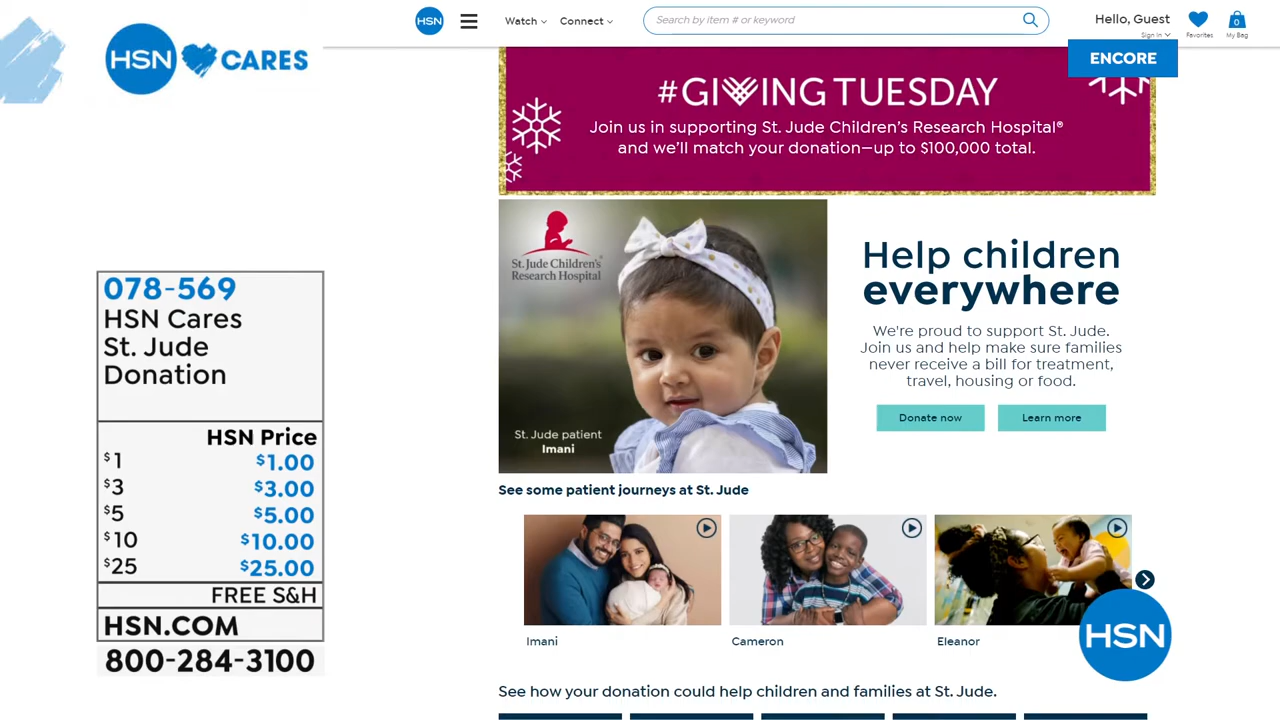 HSN CARES
HSN
Watch
Connect
Search by item # or keyword
Hello, Guest
Sign In
Favorites
0
My Bag
ENCORE
#GIVING TUESDAY
Join us in supporting St. Jude Children's Research Hospital®
and we'll match your donation—up to $100,000 total.
078-569
HSN Cares
St. Jude
Donation
HSN Price
$1 $1.00
$3 $3.00
$5 $5.00
$10 $10.00
$25 $25.00
FREE S&H
HSN.COM
800-284-3100
St. Jude Children's
Research Hospital
St. Jude patient
Imani
Help children
everywhere
We're proud to support St. Jude.
Join us and help make sure families
never receive a bill for treatment,
travel, housing or food.
Donate now
Learn more
See some patient journeys at St. Jude
Imani
Cameron
Eleanor
HSN
See how your donation could help children and families at St. Jude.